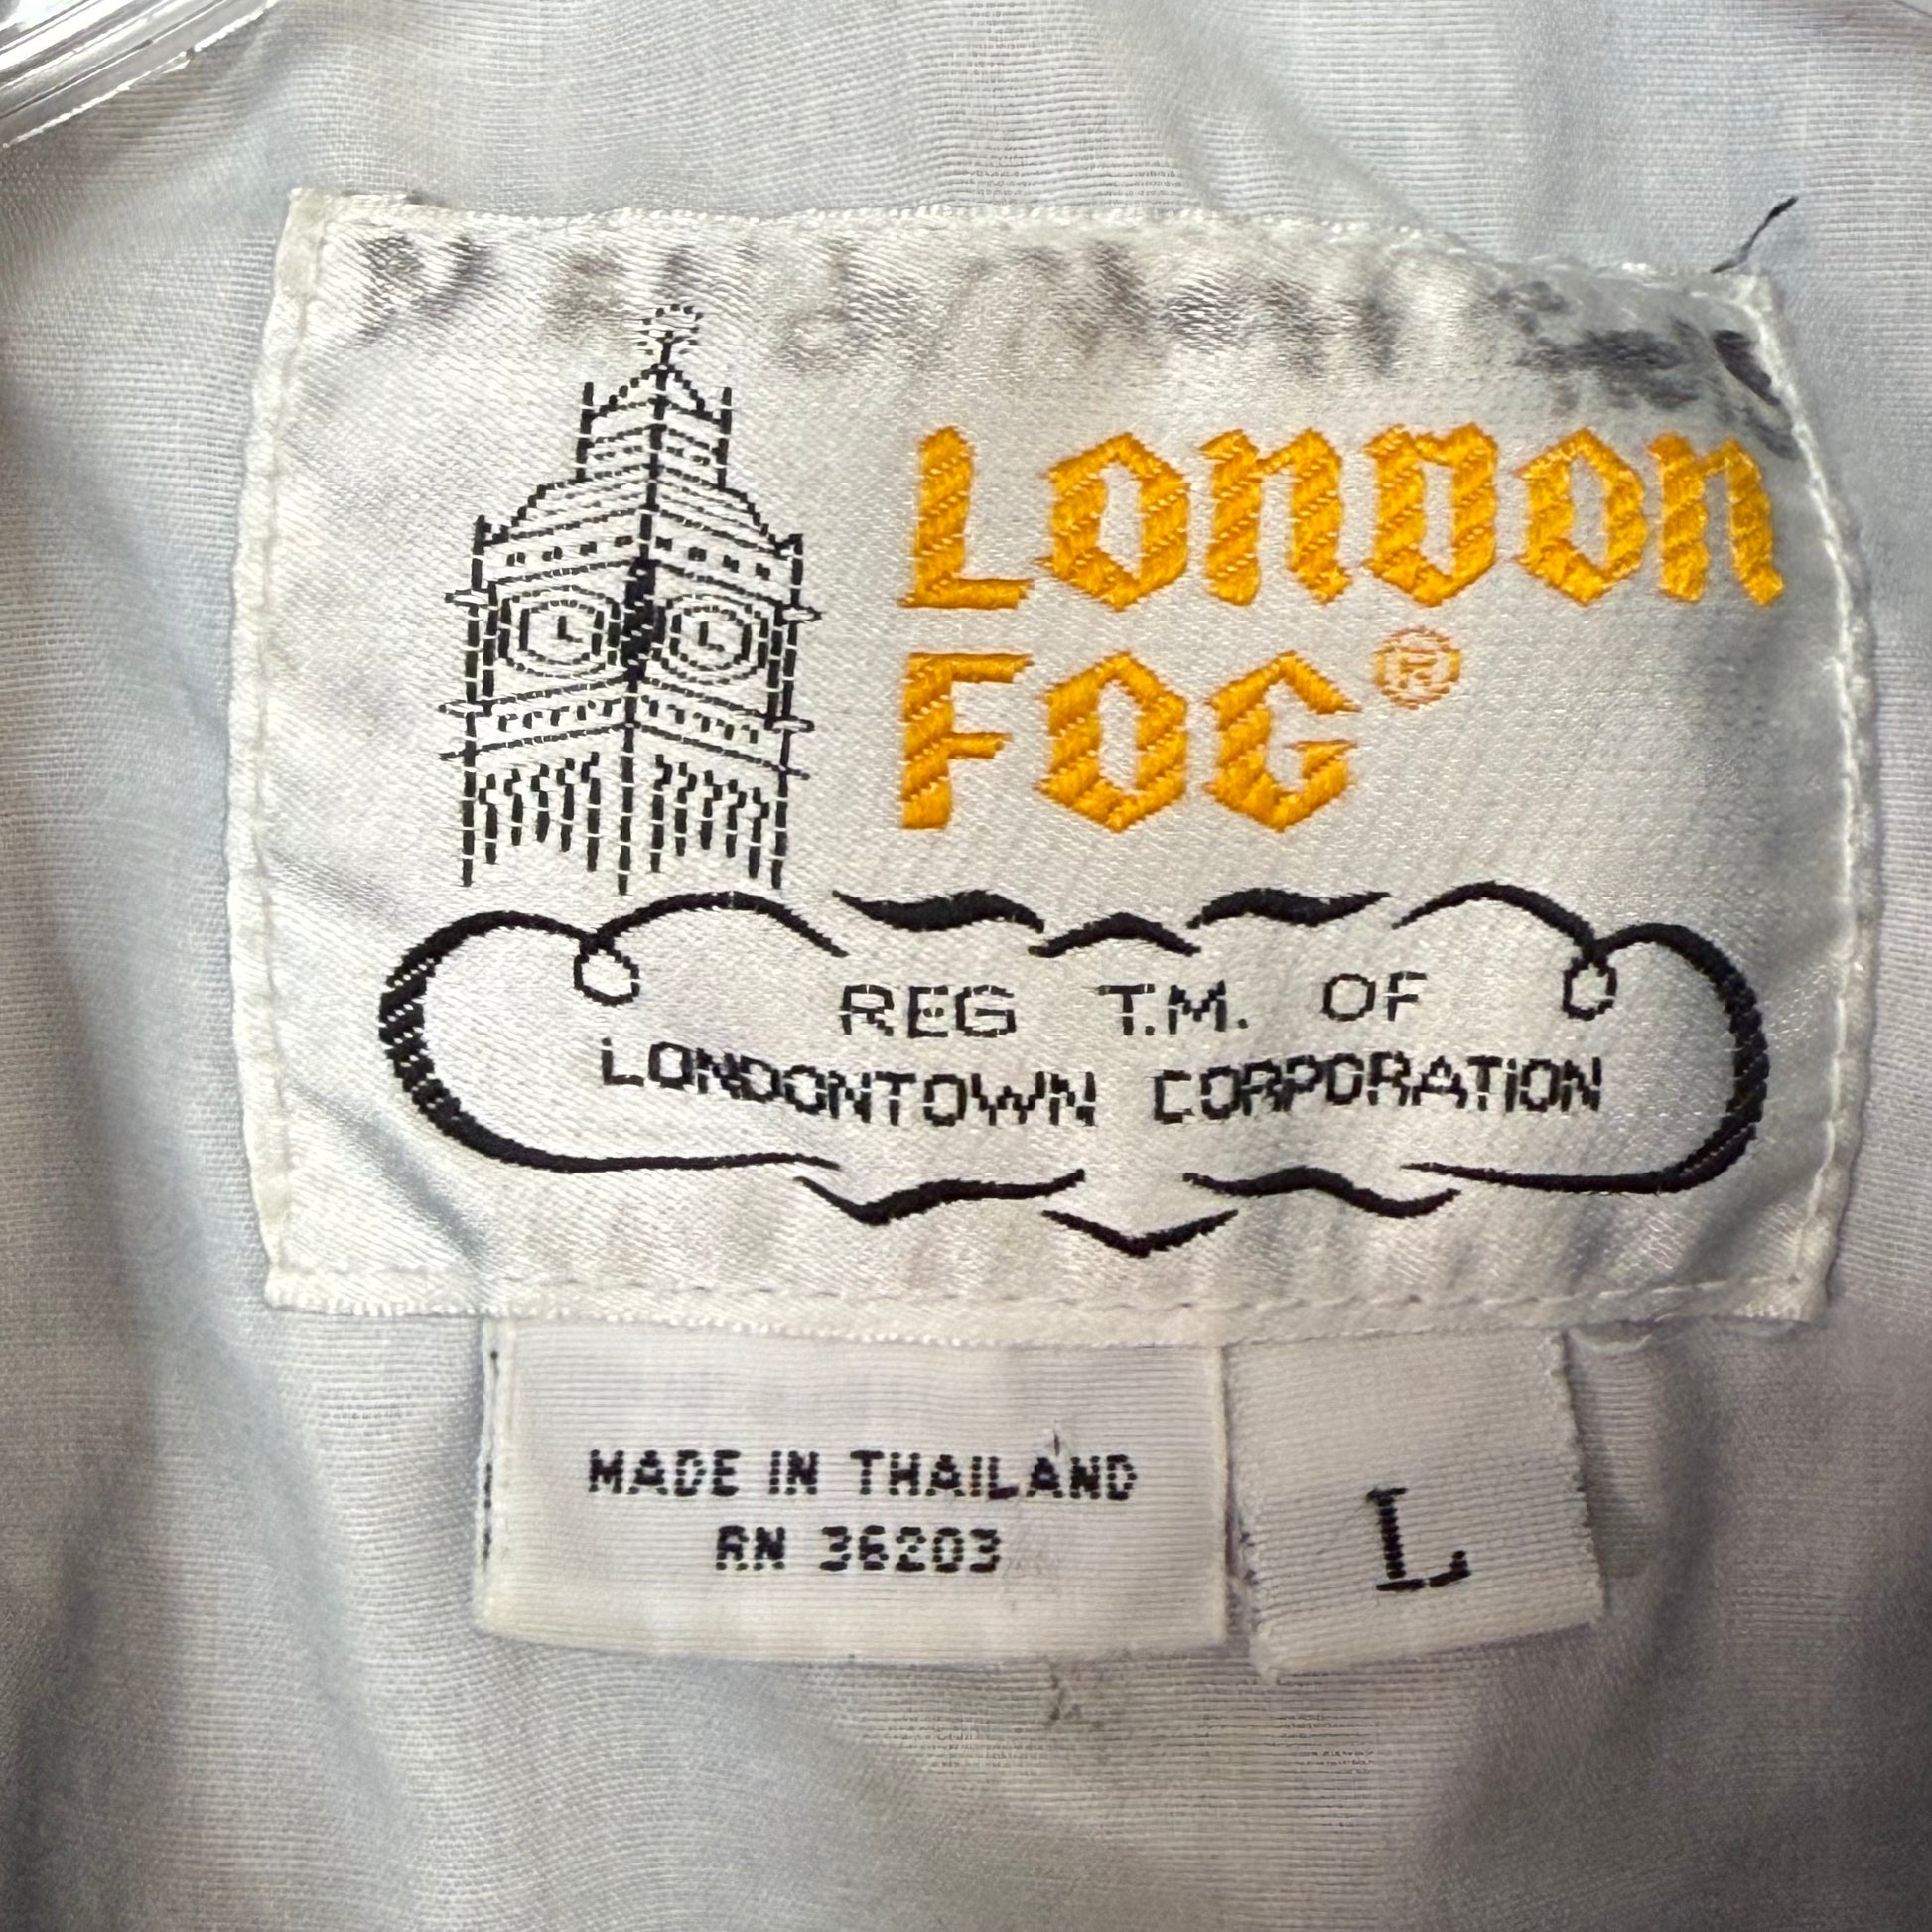 LONDON
FOG®
L L
REG T.M. OF
LONDONTOWN CORPORATION
MADE IN THAILAND
RN 36203
L